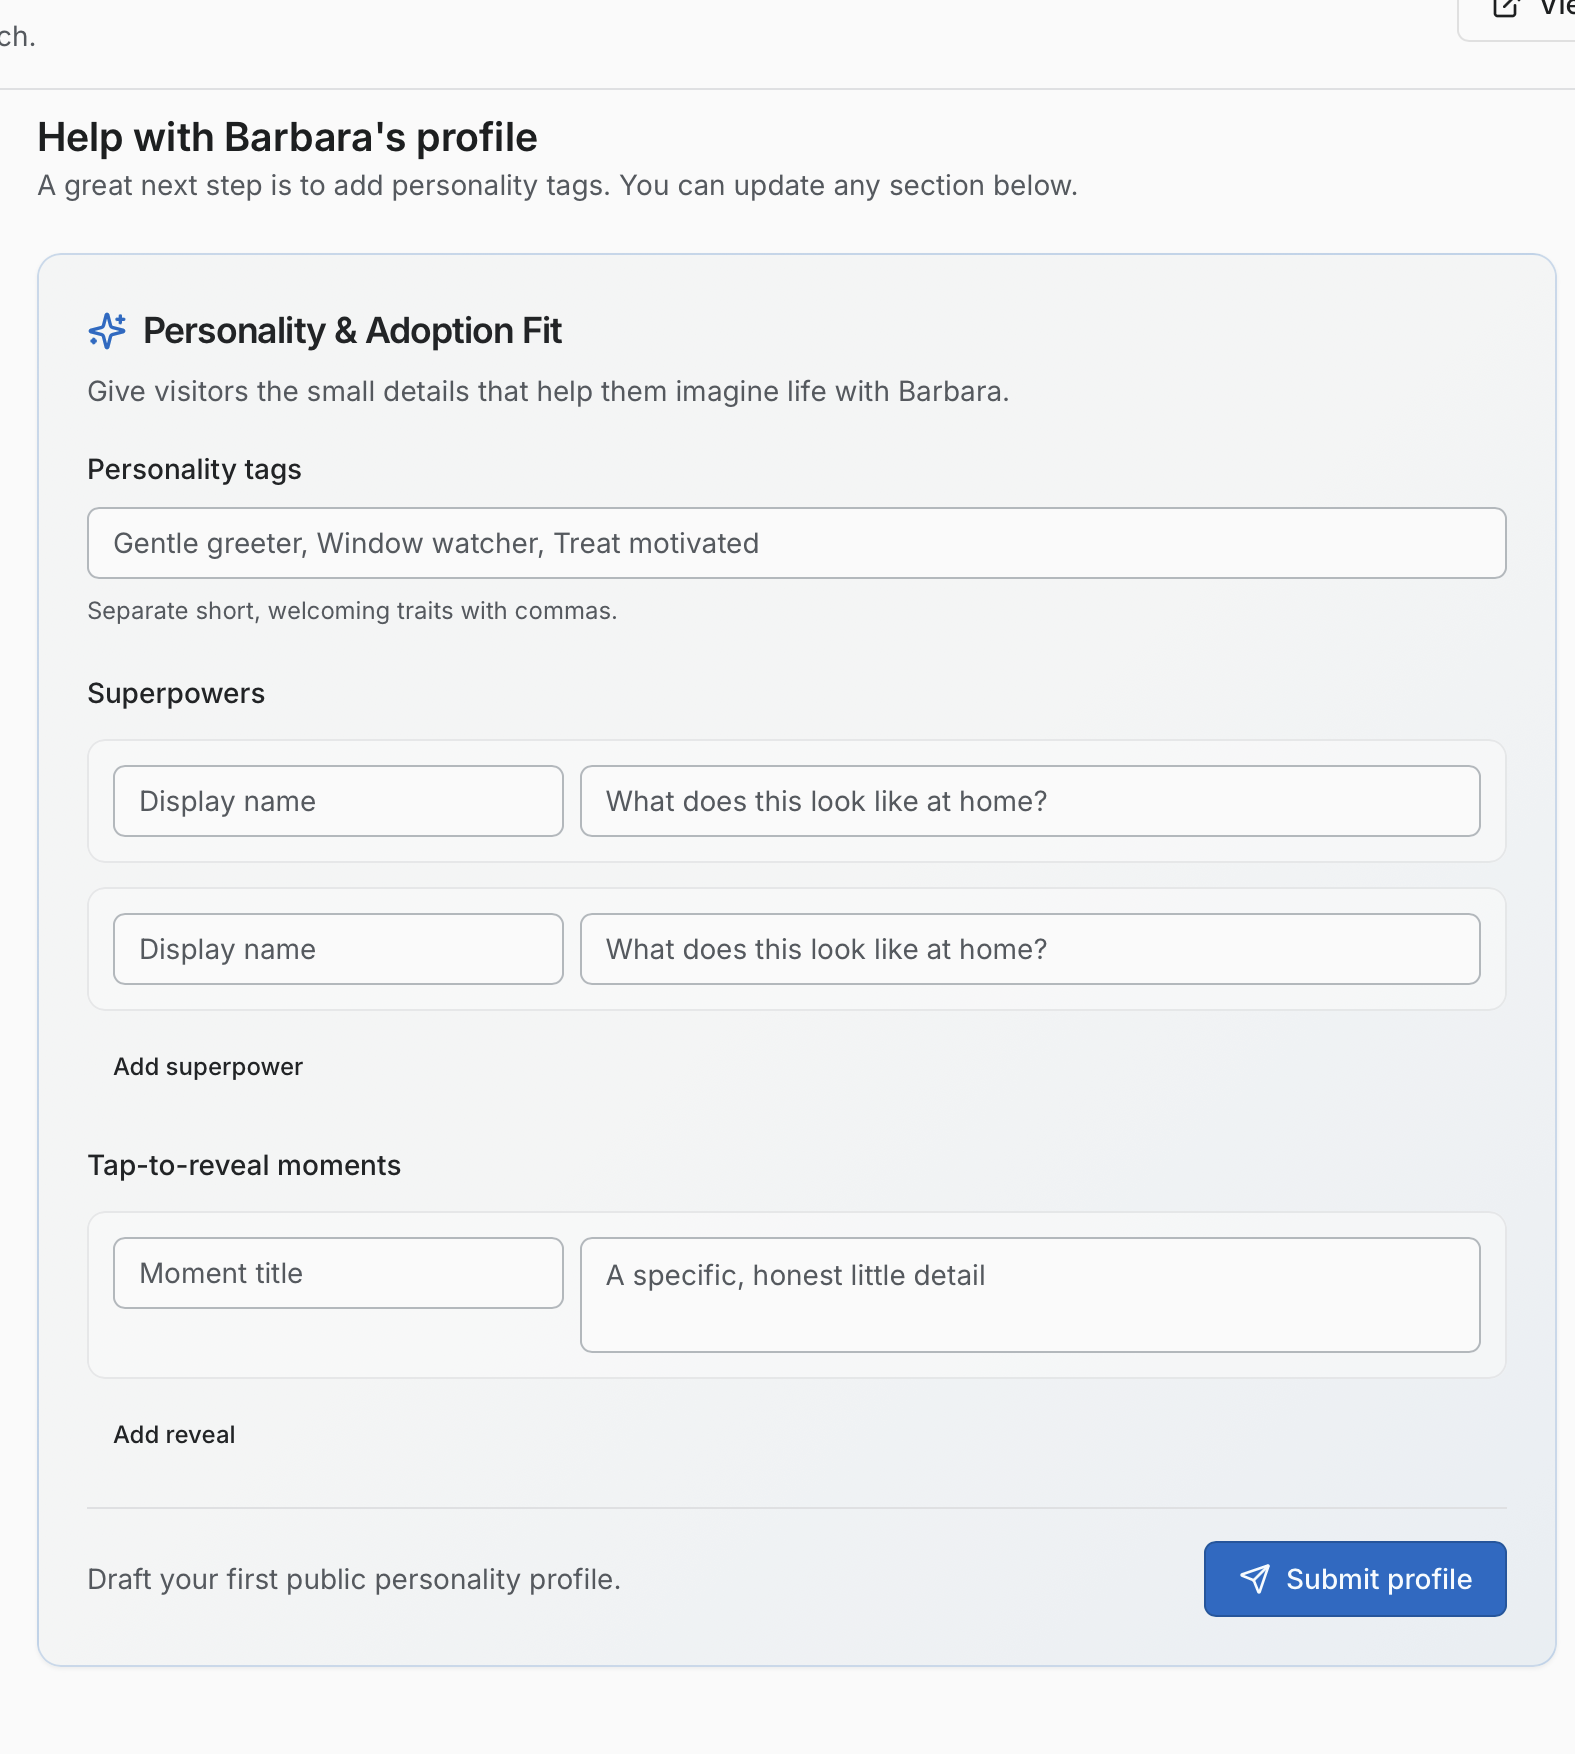 ch.
Help with Barbara's profile
A great next step is to add personality tags. You can update any section below.
Personality & Adoption Fit
Give visitors the small details that help them imagine life with Barbara.
Personality tags
Gentle greeter, Window watcher, Treat motivated
Separate short, welcoming traits with commas.
Superpowers
Display name
What does this look like at home?
Display name
What does this look like at home?
Add superpower
Tap-to-reveal moments
Moment title
A specific, honest little detail
Add reveal
Draft your first public personality profile.
Submit profile